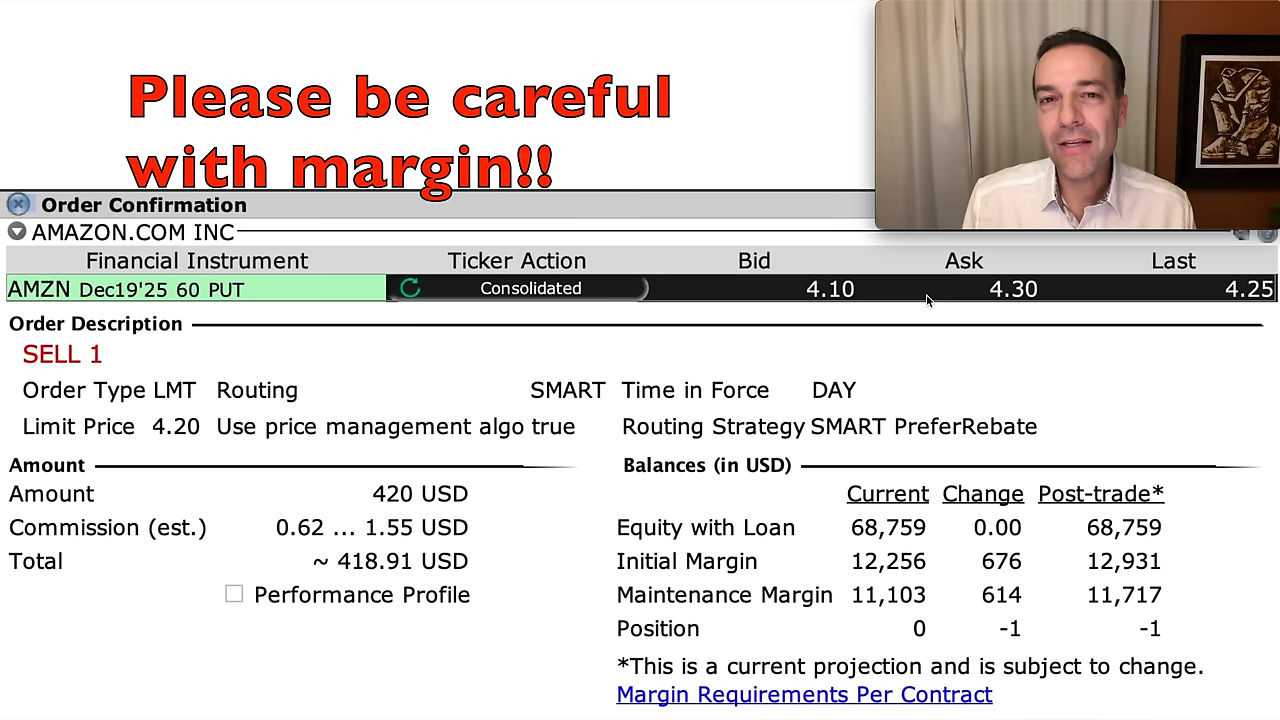 Please be careful
with margin!!
Order Confirmation
AMAZON.COM INC
Financial Instrument Ticker Action Bid Ask Last
AMZN Dec19'25 60 PUT Consolidated 4.10 4.30 4.25
Order Description
SELL 1
Order Type LMT Routing SMART Time in Force DAY
Limit Price 4.20 Use price management algo true Routing Strategy SMART PreferRebate
Amount Balances (in USD)
Amount 420 USD Current Change Post-trade*
Commission (est.) 0.62 ... 1.55 USD Equity with Loan 68,759 0.00 68,759
Total ~ 418.91 USD Initial Margin 12,256 676 12,931
Performance Profile Maintenance Margin 11,103 614 11,717
Position 0 -1 -1
*This is a current projection and is subject to change.
Margin Requirements Per Contract